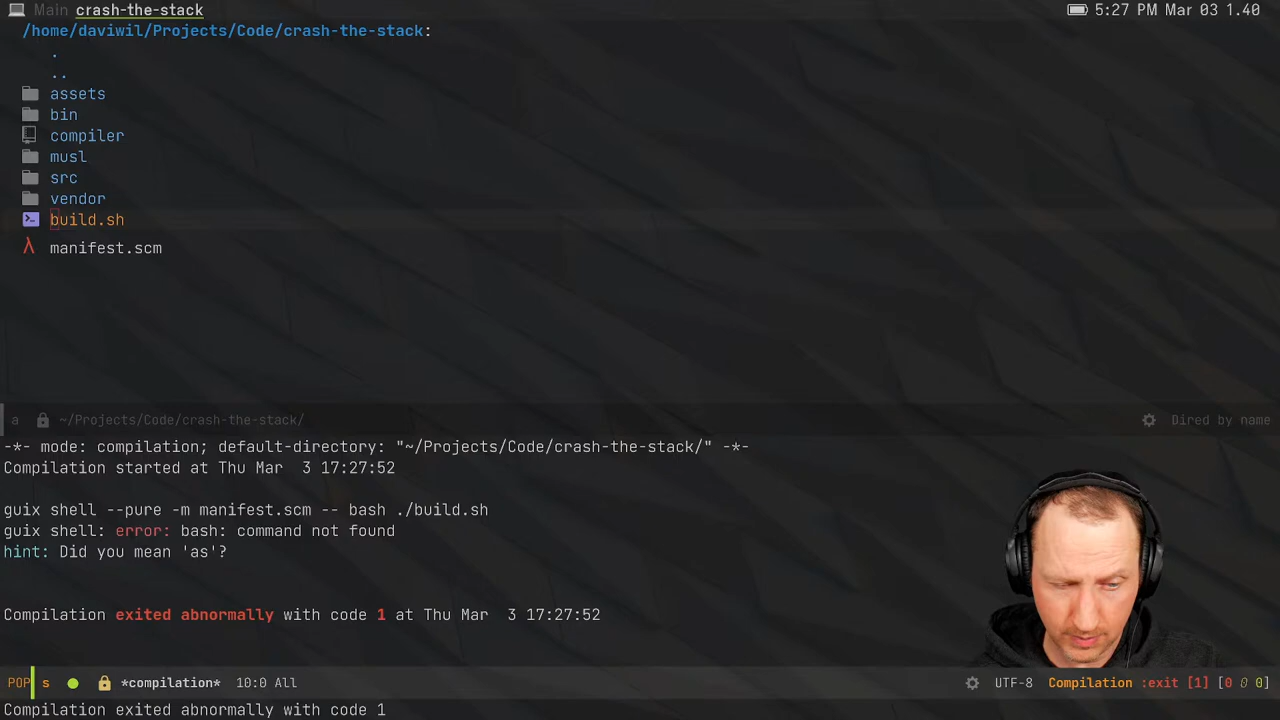 Main crash-the-stack
5:27 PM Mar 03 1.40
/home/daviwil/Projects/Code/crash-the-stack:
.
..
assets
bin
compiler
musl
src
vendor
build.sh
λ manifest.scm
a ~/Projects/Code/crash-the-stack/ Dired by name
-*- mode: compilation; default-directory: "~/Projects/Code/crash-the-stack/" -*-
Compilation started at Thu Mar  3 17:27:52
guix shell --pure -m manifest.scm -- bash ./build.sh
guix shell: error: bash: command not found
hint: Did you mean 'as'?
Compilation exited abnormally with code 1 at Thu Mar  3 17:27:52
POP s *compilation* 10:0 All UTF-8 Compilation :exit [1] [0 0 0]
Compilation exited abnormally with code 1